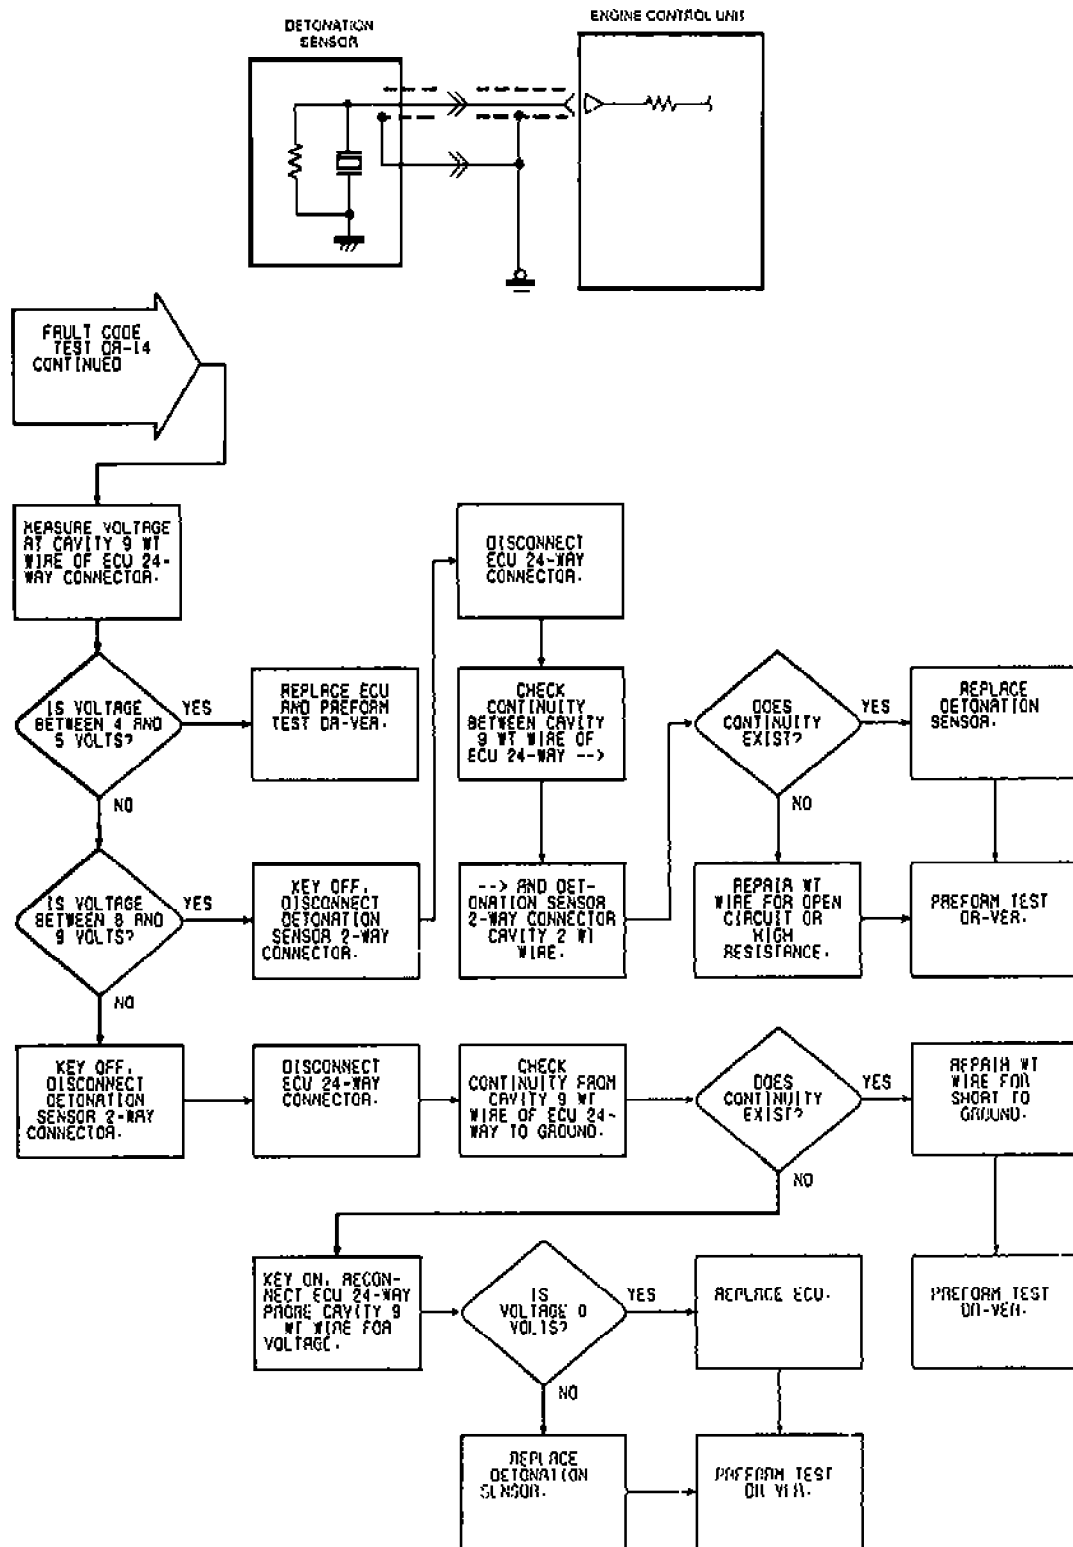 DETONATION
SENSOR
ENGINE CONTROL UNIT
FAULT CODE
TEST DR-14
CONTINUED
MEASURE VOLTAGE
AT CAVITY 9 WT
WIRE OF ECU 24-
WAY CONNECTOR.
IS VOLTAGE
BETWEEN 4 AND
5 VOLTS?
YES
NO
REPLACE ECU
AND PREFORM
TEST DR-VER.
IS VOLTAGE
BETWEEN 8 AND
9 VOLTS?
YES
NO
KEY OFF,
DISCONNECT
DETONATION
SENSOR 2-WAY
CONNECTOR.
DISCONNECT
ECU 24-WAY
CONNECTOR.
CHECK
CONTINUITY
BETWEEN CAVITY
9 WT WIRE OF
ECU 24-WAY -->
--> AND DET-
ONATION SENSOR
2-WAY CONNECTOR
CAVITY 2 WT
WIRE.
DOES
CONTINUITY
EXIST?
YES
NO
REPLACE
DETONATION
SENSOR.
REPAIR WT
WIRE FOR OPEN
CIRCUIT OR
HIGH
RESISTANCE.
PREFORM TEST
DR-VER.
KEY OFF,
DISCONNECT
DETONATION
SENSOR 2-WAY
CONNECTOR.
DISCONNECT
ECU 24-WAY
CONNECTOR.
CHECK
CONTINUITY FROM
CAVITY 9 WT
WIRE OF ECU 24-
WAY TO GROUND.
DOES
CONTINUITY
EXIST?
YES
NO
REPAIR WT
WIRE FOR
SHORT TO
GROUND.
PREFORM TEST
DR-VER.
KEY ON, RECON-
NECT ECU 24-WAY
PROBE CAVITY 9
WT WIRE FOR
VOLTAGE.
IS
VOLTAGE 0
VOLTS?
YES
NO
REPLACE ECU.
REPLACE
DETONATION
SENSOR.
PREFORM TEST
DR VER.